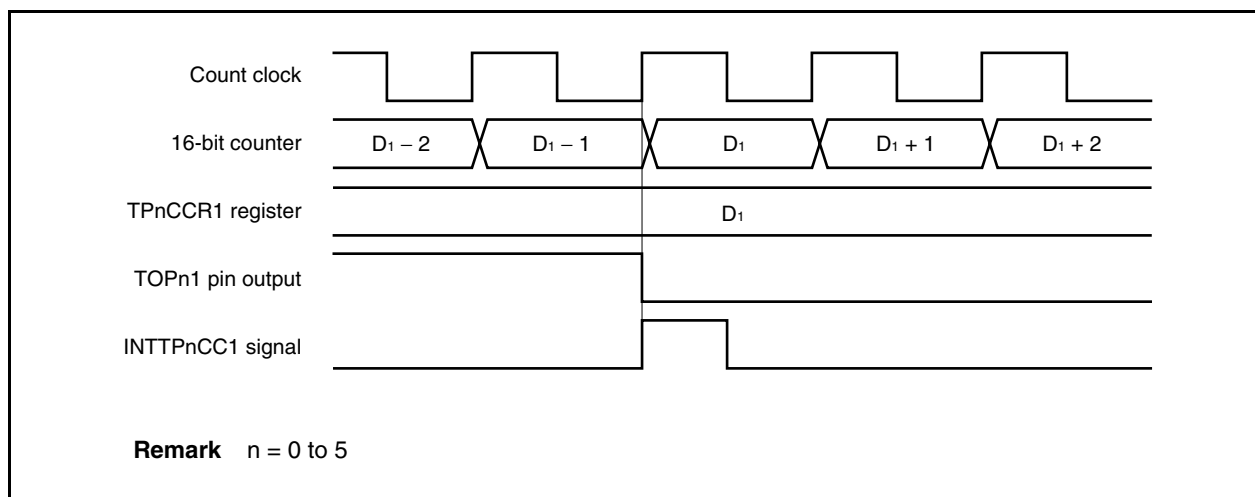 Count clock
16-bit counter D₁ − 2 D₁ − 1 D₁ D₁ + 1 D₁ + 2
TPnCCR1 register D₁
TOPn1 pin output
INTTPnCC1 signal
Remark n = 0 to 5